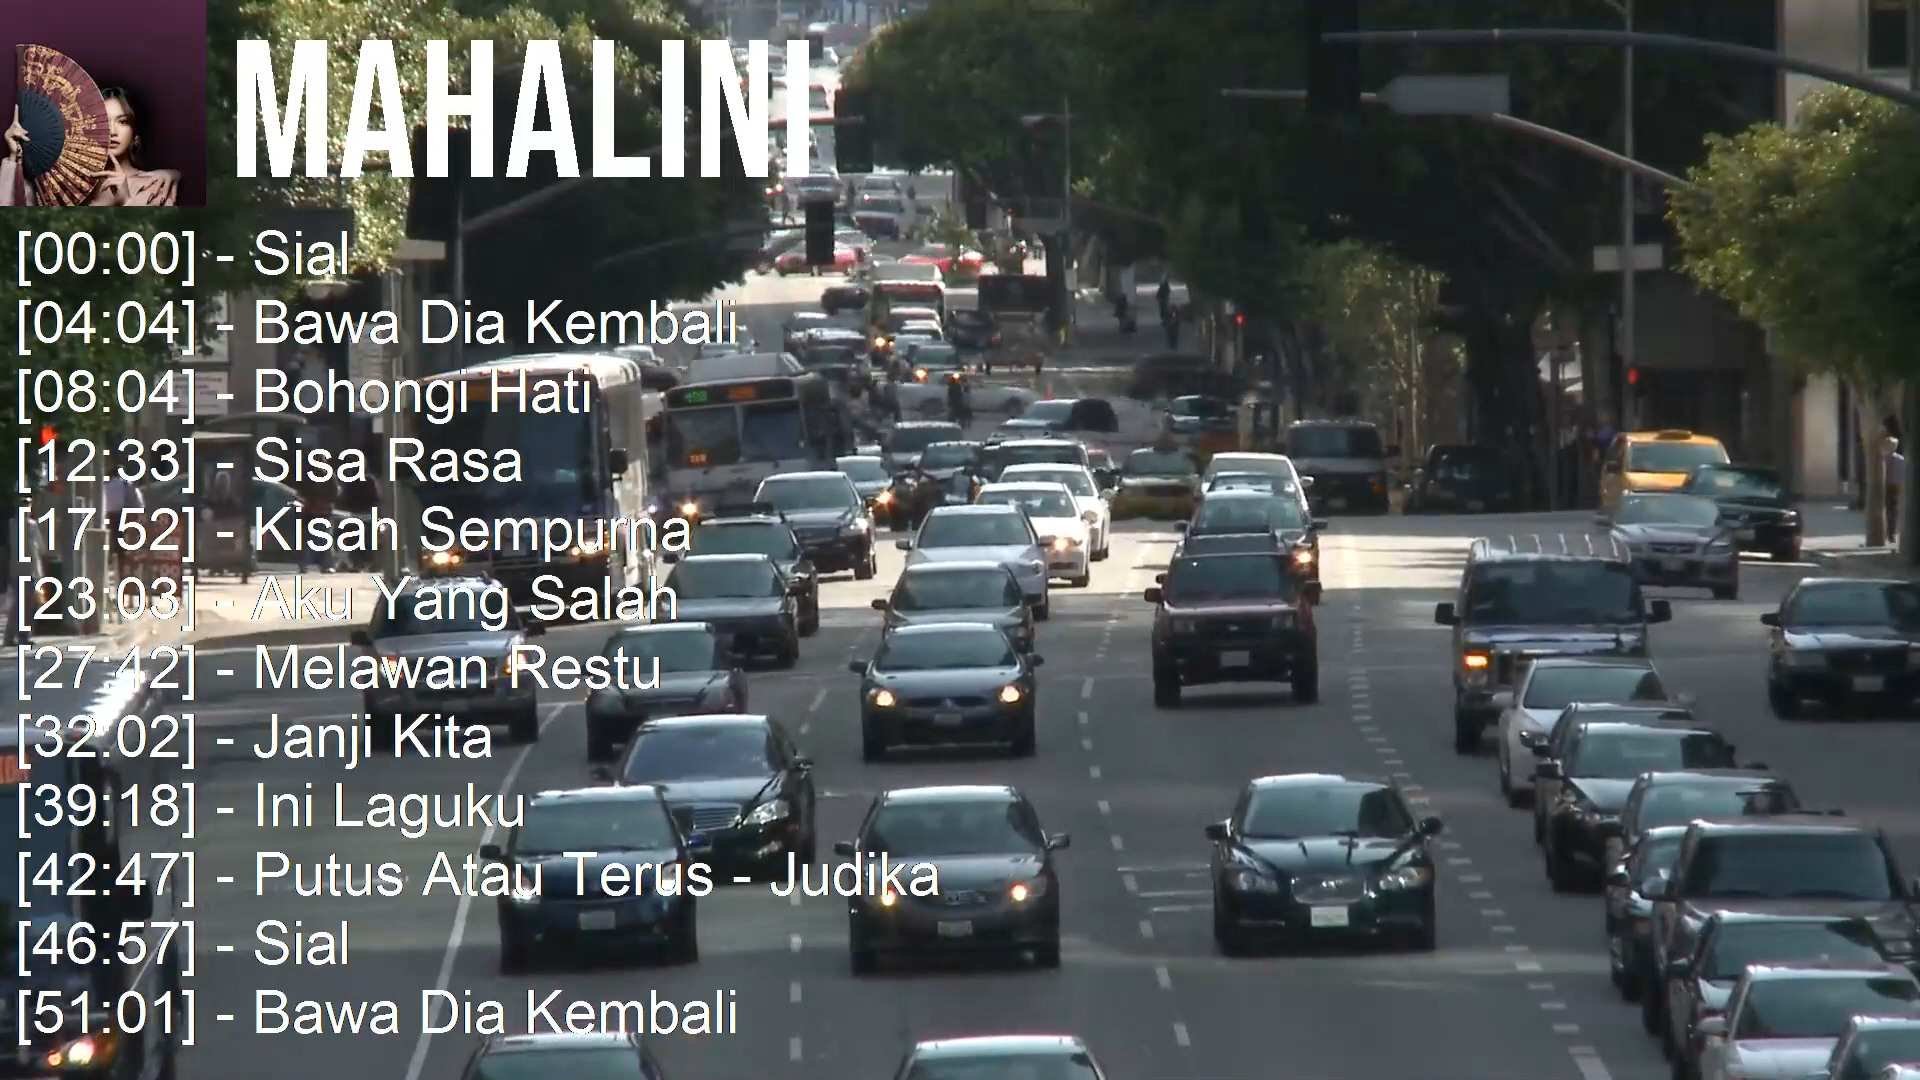 MAHALINI
[00:00] - Sial
[04:04] - Bawa Dia Kembali
[08:04] - Bohongi Hati
[12:33] - Sisa Rasa
[17:52] - Kisah Sempurna
[23:03] - Aku Yang Salah
[27:42] - Melawan Restu
[32:02] - Janji Kita
[39:18] - Ini Laguku
[42:47] - Putus Atau Terus - Judika
[46:57] - Sial
[51:01] - Bawa Dia Kembali